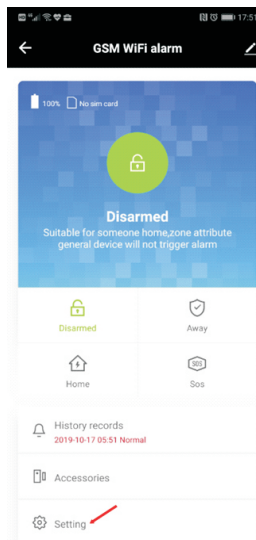 17:51
GSM WiFi alarm
100% No sim card
Disarmed
Suitable for someone home,zone attribute
general device will not trigger alarm
Disarmed
Away
Home
SOS
Sos
History records
2019-10-17 05:51 Normal
Accessories
Setting